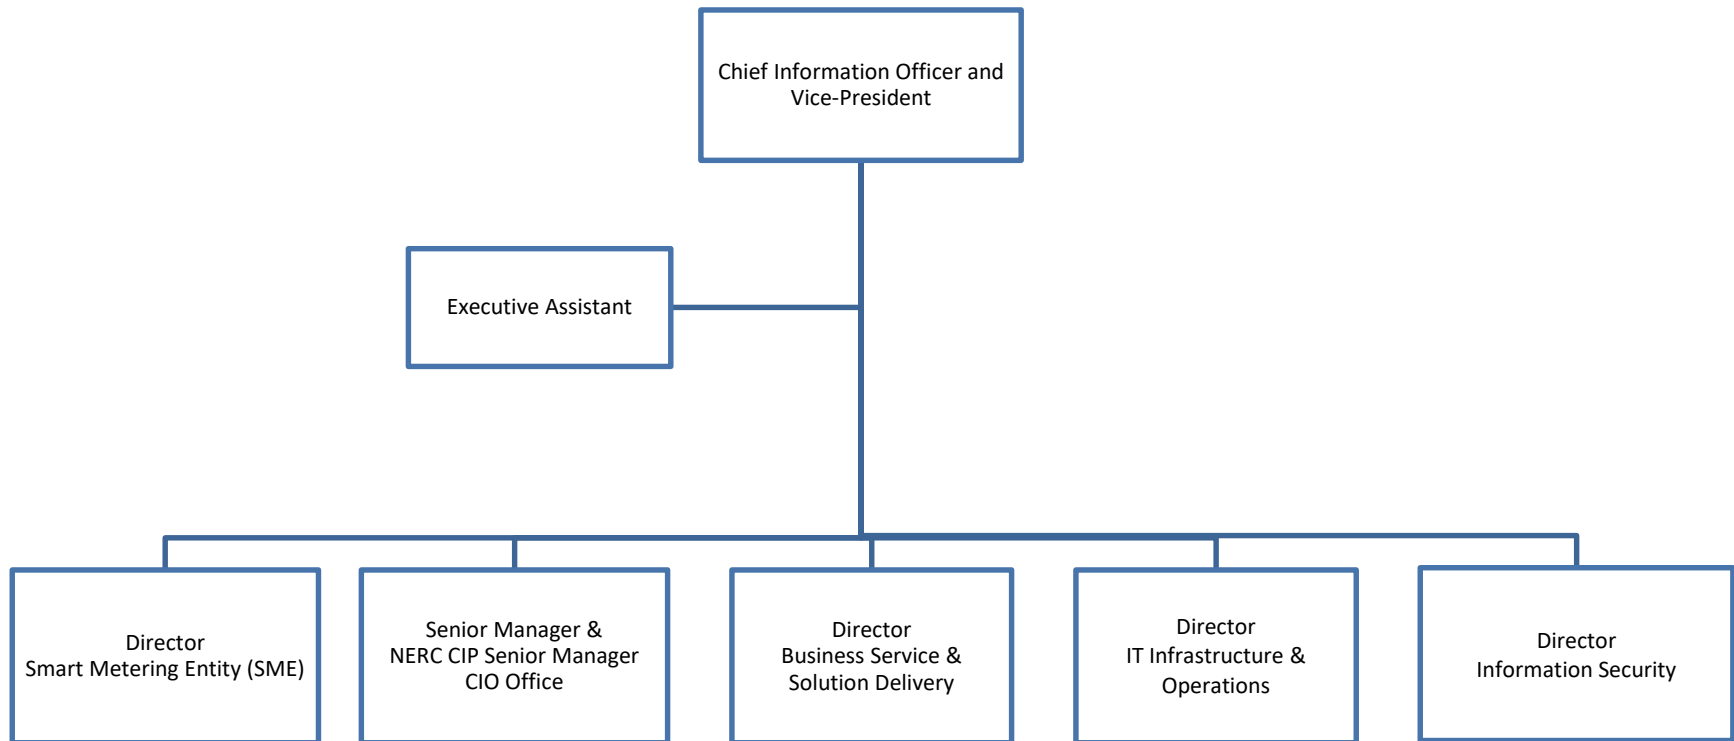 Chief Information Officer and
Vice-President
Executive Assistant
Director
Smart Metering Entity (SME)
Senior Manager &
NERC CIP Senior Manager
CIO Office
Director
Business Service &
Solution Delivery
Director
IT Infrastructure &
Operations
Director
Information Security